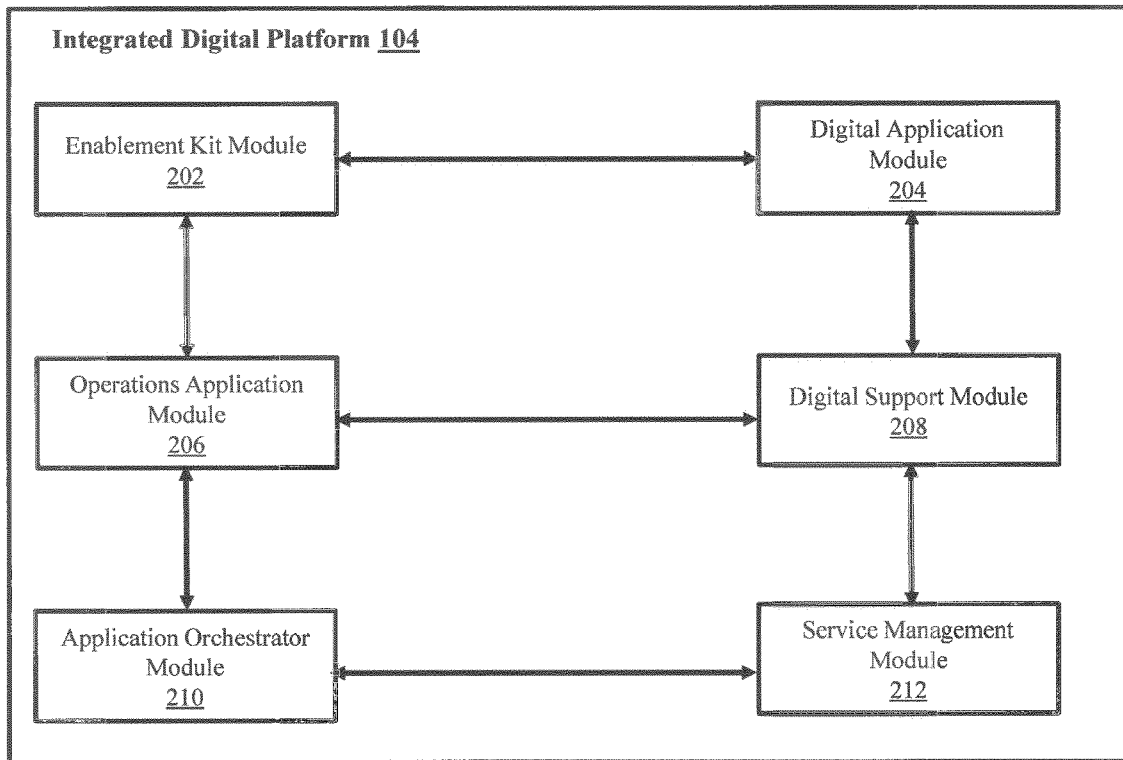 Integrated Digital Platform 104
Enablement Kit Module
202
Digital Application
Module
204
Operations Application
Module
206
Digital Support Module
208
Application Orchestrator
Module
210
Service Management
Module
212